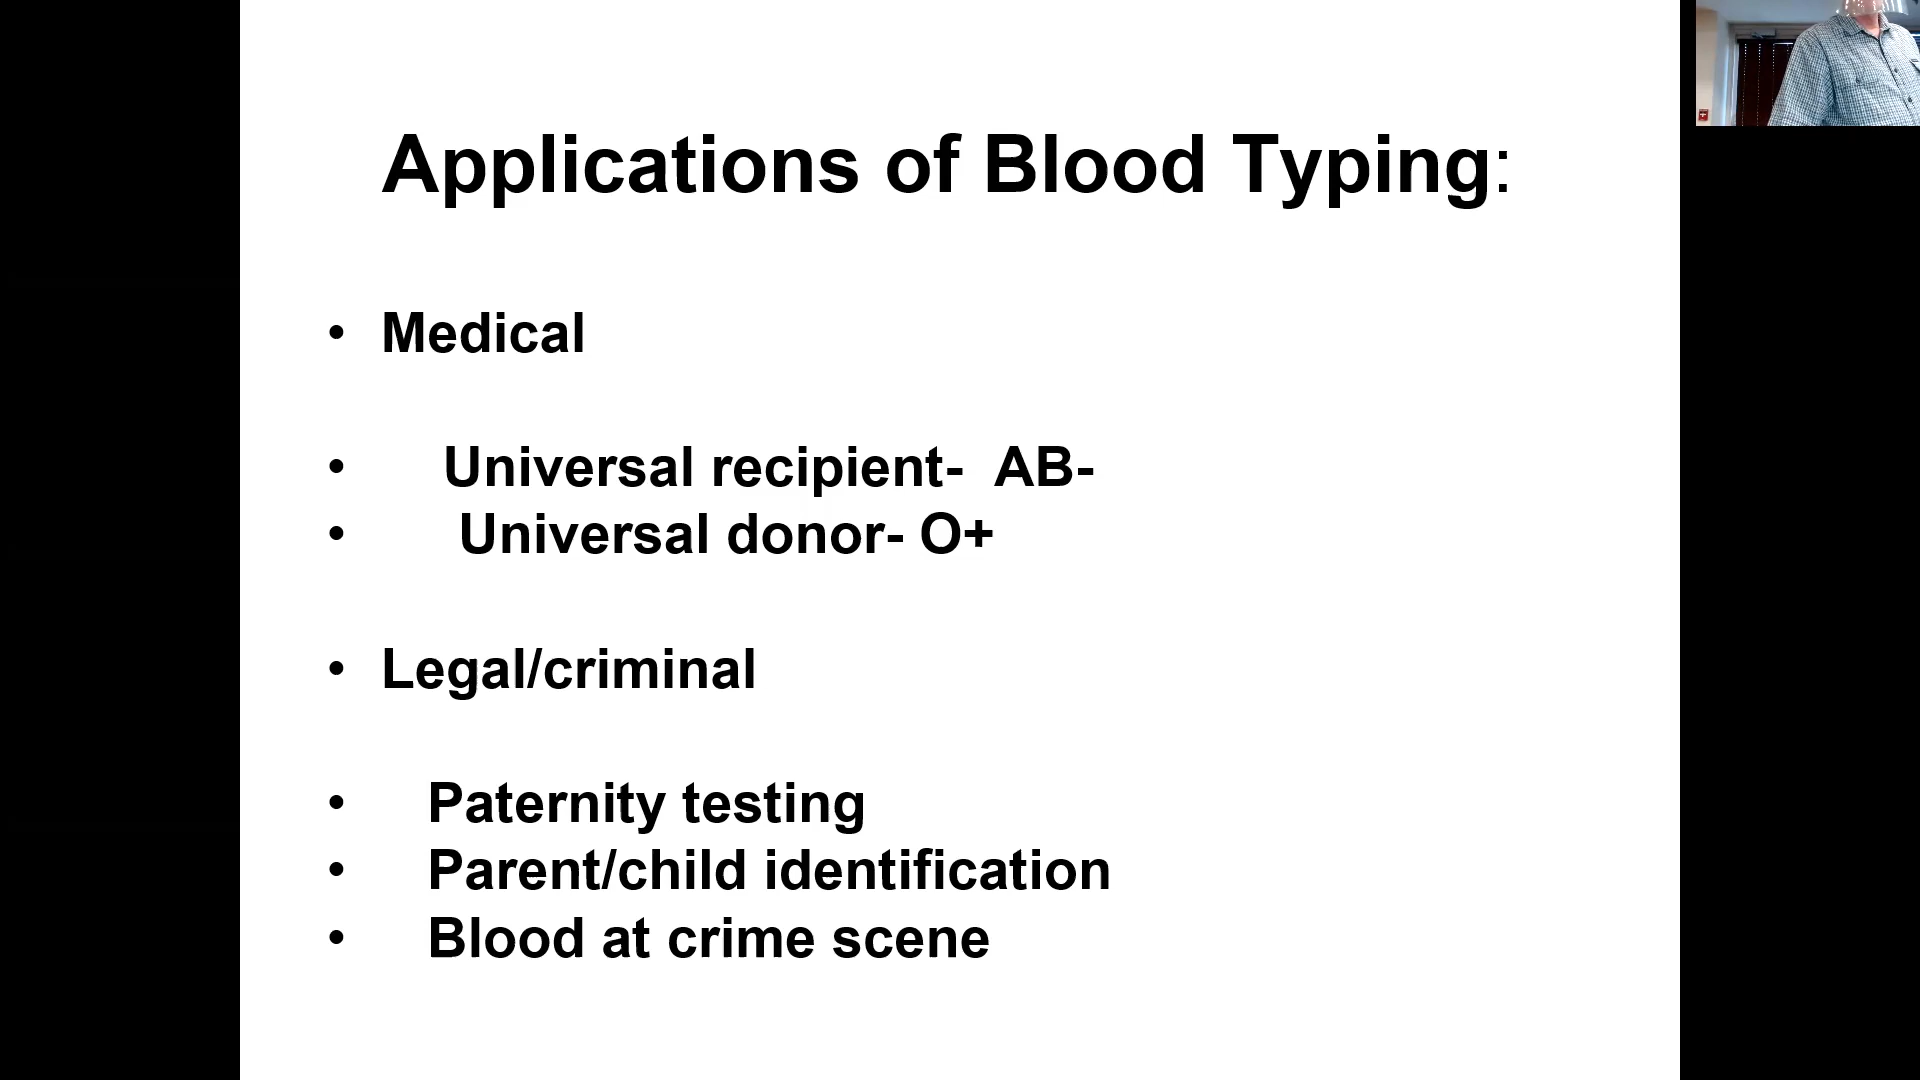 Applications of Blood Typing:
• Medical
• Universal recipient- AB-
• Universal donor- O+
• Legal/criminal
• Paternity testing
• Parent/child identification
• Blood at crime scene